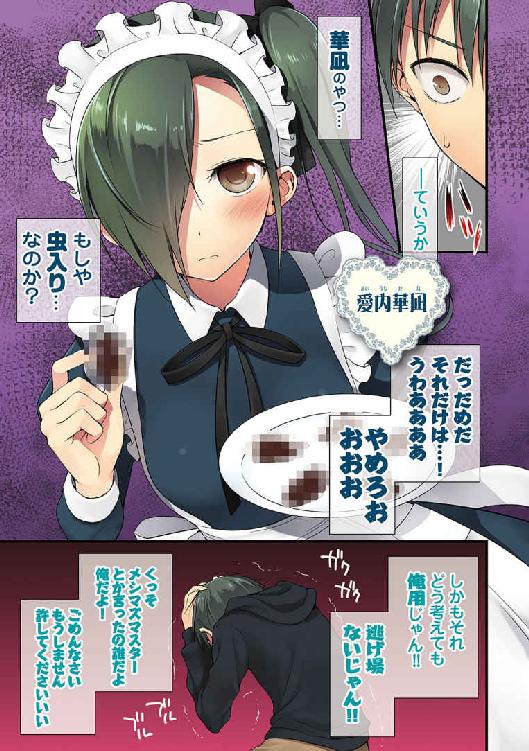 華凪のやつ…
―ていうか
もしや
虫入り…
なのか?
愛内華凪
だっだめだ
それだけは…!
うわああああ
やめろお
おおお
しかもそれ
どう考えても
俺用じゃん!!
ガクガク
逃げ場
ないじゃん!!
くっそ
メシマズマスター
とか言ったの誰だよ
俺だよー
ごめんなさい
もうしません
許してくださいいい